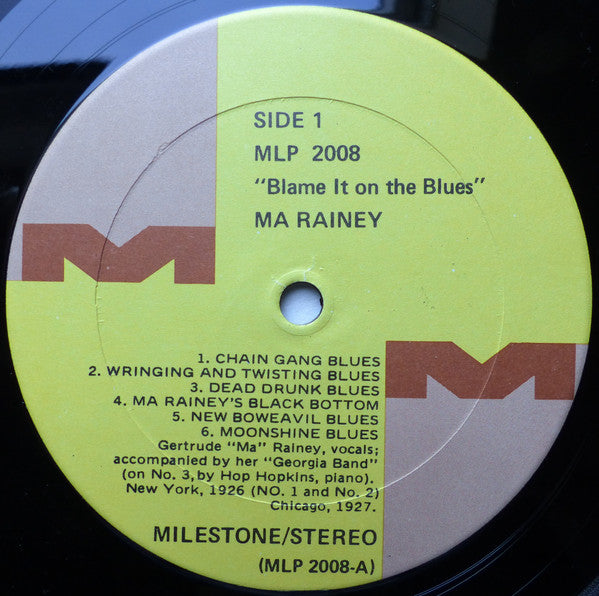 SIDE 1
MLP 2008
"Blame It on the Blues"
MA RAINEY
M
M
1. CHAIN GANG BLUES
2. WRINGING AND TWISTING BLUES
3. DEAD DRUNK BLUES
4. MA RAINEY'S BLACK BOTTOM
5. NEW BOWEAVIL BLUES
6. MOONSHINE BLUES
Gertrude "Ma" Rainey, vocals;
accompanied by her "Georgia Band"
(on No. 3,by Hop Hopkins, piano).
New York, 1926 (NO. 1 and No. 2)
Chicago, 1927.
MILESTONE/STEREO
(MLP 2008-A)